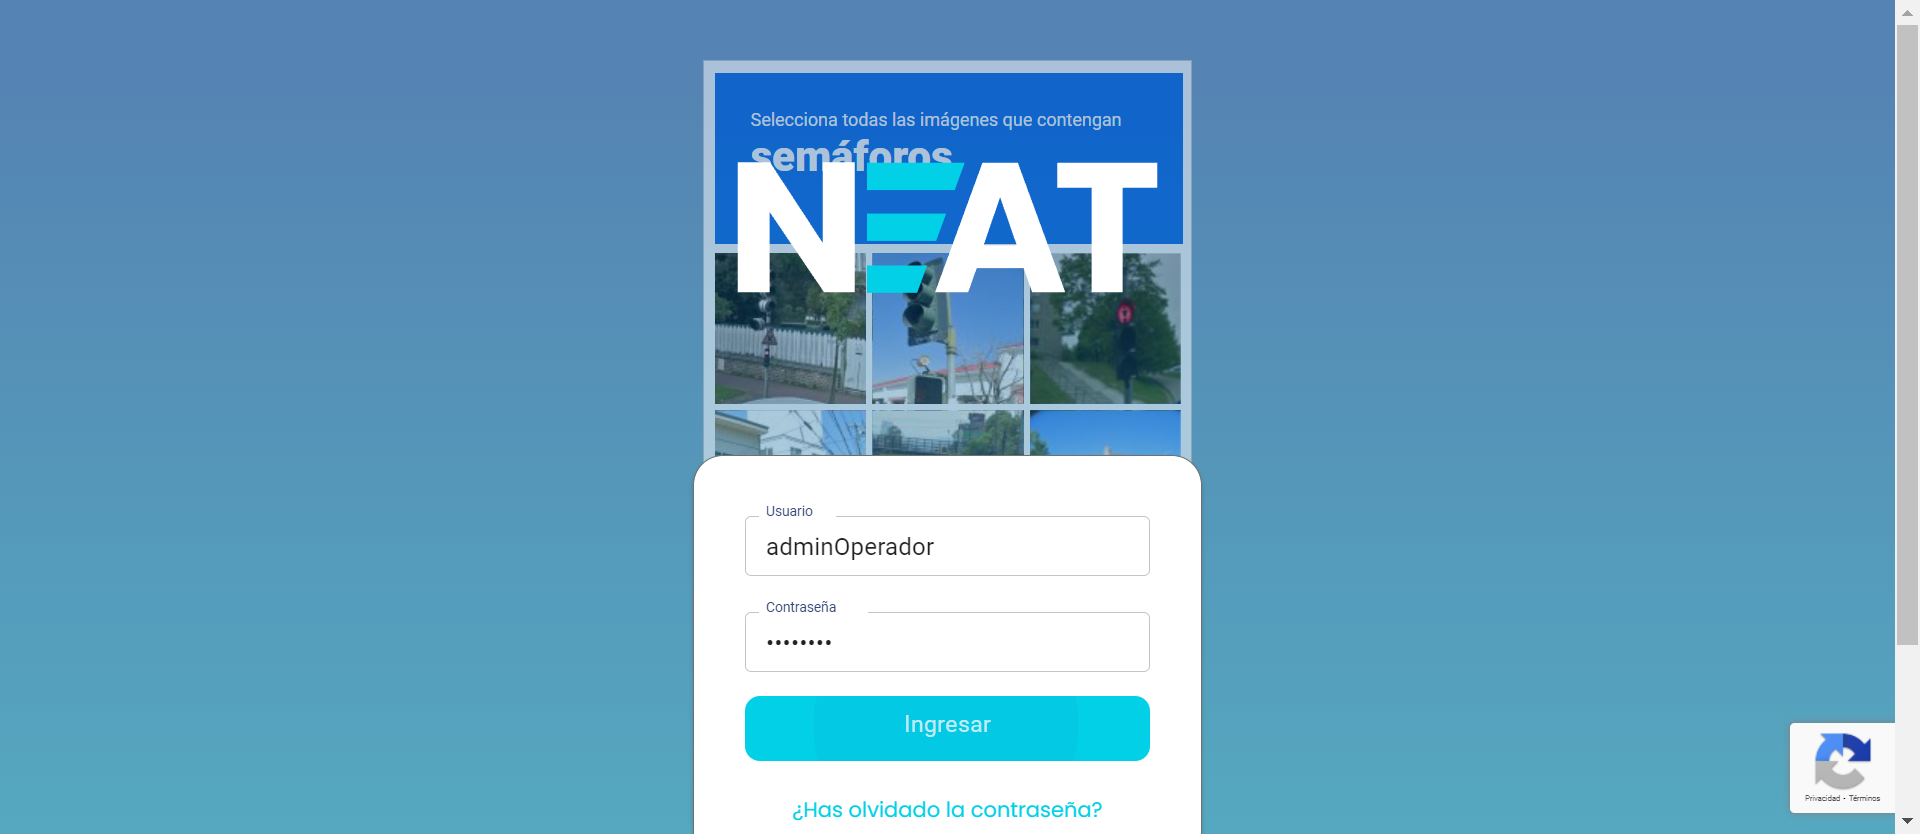 Selecciona todas las imágenes que contengan
semáforos
NEAT
Usuario
adminOperador
Contraseña
••••••••
Ingresar
¿Has olvidado la contraseña?
Privacidad - Términos